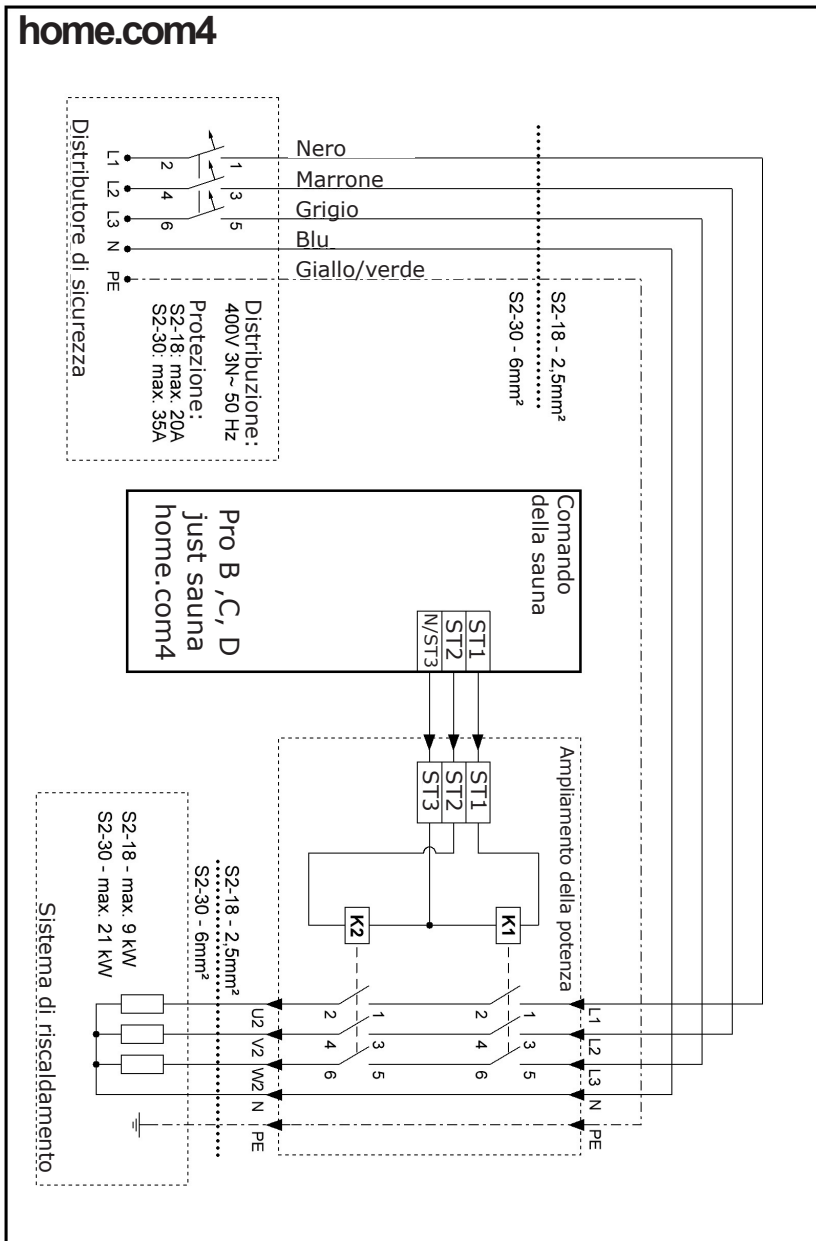 home.com4
Distributore di sicurezza
L1
L2
L3
N
PE
2
4
6
1
3
5
Nero
Marrone
Grigio
Blu
Giallo/verde
Distribuzione:
400V 3N~ 50 Hz
Protezione:
S2-18: max. 20A
S2-30: max. 35A
S2-18 - 2,5mm²
S2-30 - 6mm²
Comando
della sauna
Pro B ,C, D
just sauna
home.com4
ST1
ST2
N/ST3
Ampliamento della potenza
ST1
ST2
ST3
K1
K2
L1
L2
L3
N
PE
1
3
5
2
4
6
1
3
5
2
4
6
U2
V2
W2
N
PE
S2-18 - 2,5mm²
S2-30 - 6mm²
S2-18 - max. 9 kW
S2-30 - max. 21 kW
Sistema di riscaldamento